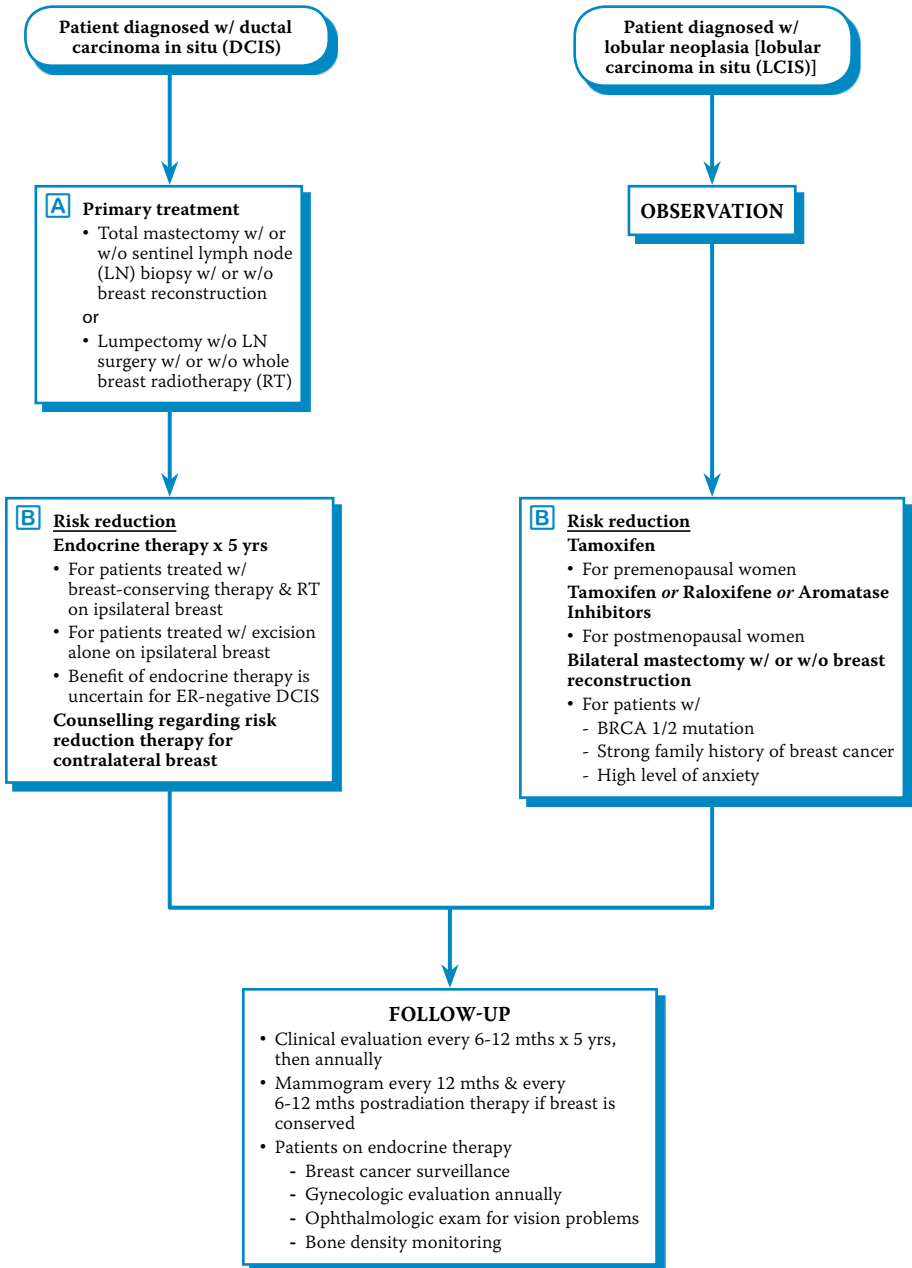 Patient diagnosed w/ ductal
carcinoma in situ (DCIS)
Patient diagnosed w/
lobular neoplasia [lobular
carcinoma in situ (LCIS)]
A Primary treatment
• Total mastectomy w/ or
w/o sentinel lymph node
(LN) biopsy w/ or w/o
breast reconstruction
or
• Lumpectomy w/o LN
surgery w/ or w/o whole
breast radiotherapy (RT)
OBSERVATION
B Risk reduction
Endocrine therapy x 5 yrs
• For patients treated w/
breast-conserving therapy & RT
on ipsilateral breast
• For patients treated w/ excision
alone on ipsilateral breast
• Benefit of endocrine therapy is
uncertain for ER-negative DCIS
Counselling regarding risk
reduction therapy for
contralateral breast
B Risk reduction
Tamoxifen
• For premenopausal women
Tamoxifen or Raloxifene or Aromatase
Inhibitors
• For postmenopausal women
Bilateral mastectomy w/ or w/o breast
reconstruction
• For patients w/
- BRCA 1/2 mutation
- Strong family history of breast cancer
- High level of anxiety
FOLLOW-UP
• Clinical evaluation every 6-12 mths x 5 yrs,
then annually
• Mammogram every 12 mths & every
6-12 mths postradiation therapy if breast is
conserved
• Patients on endocrine therapy
- Breast cancer surveillance
- Gynecologic evaluation annually
- Ophthalmologic exam for vision problems
- Bone density monitoring